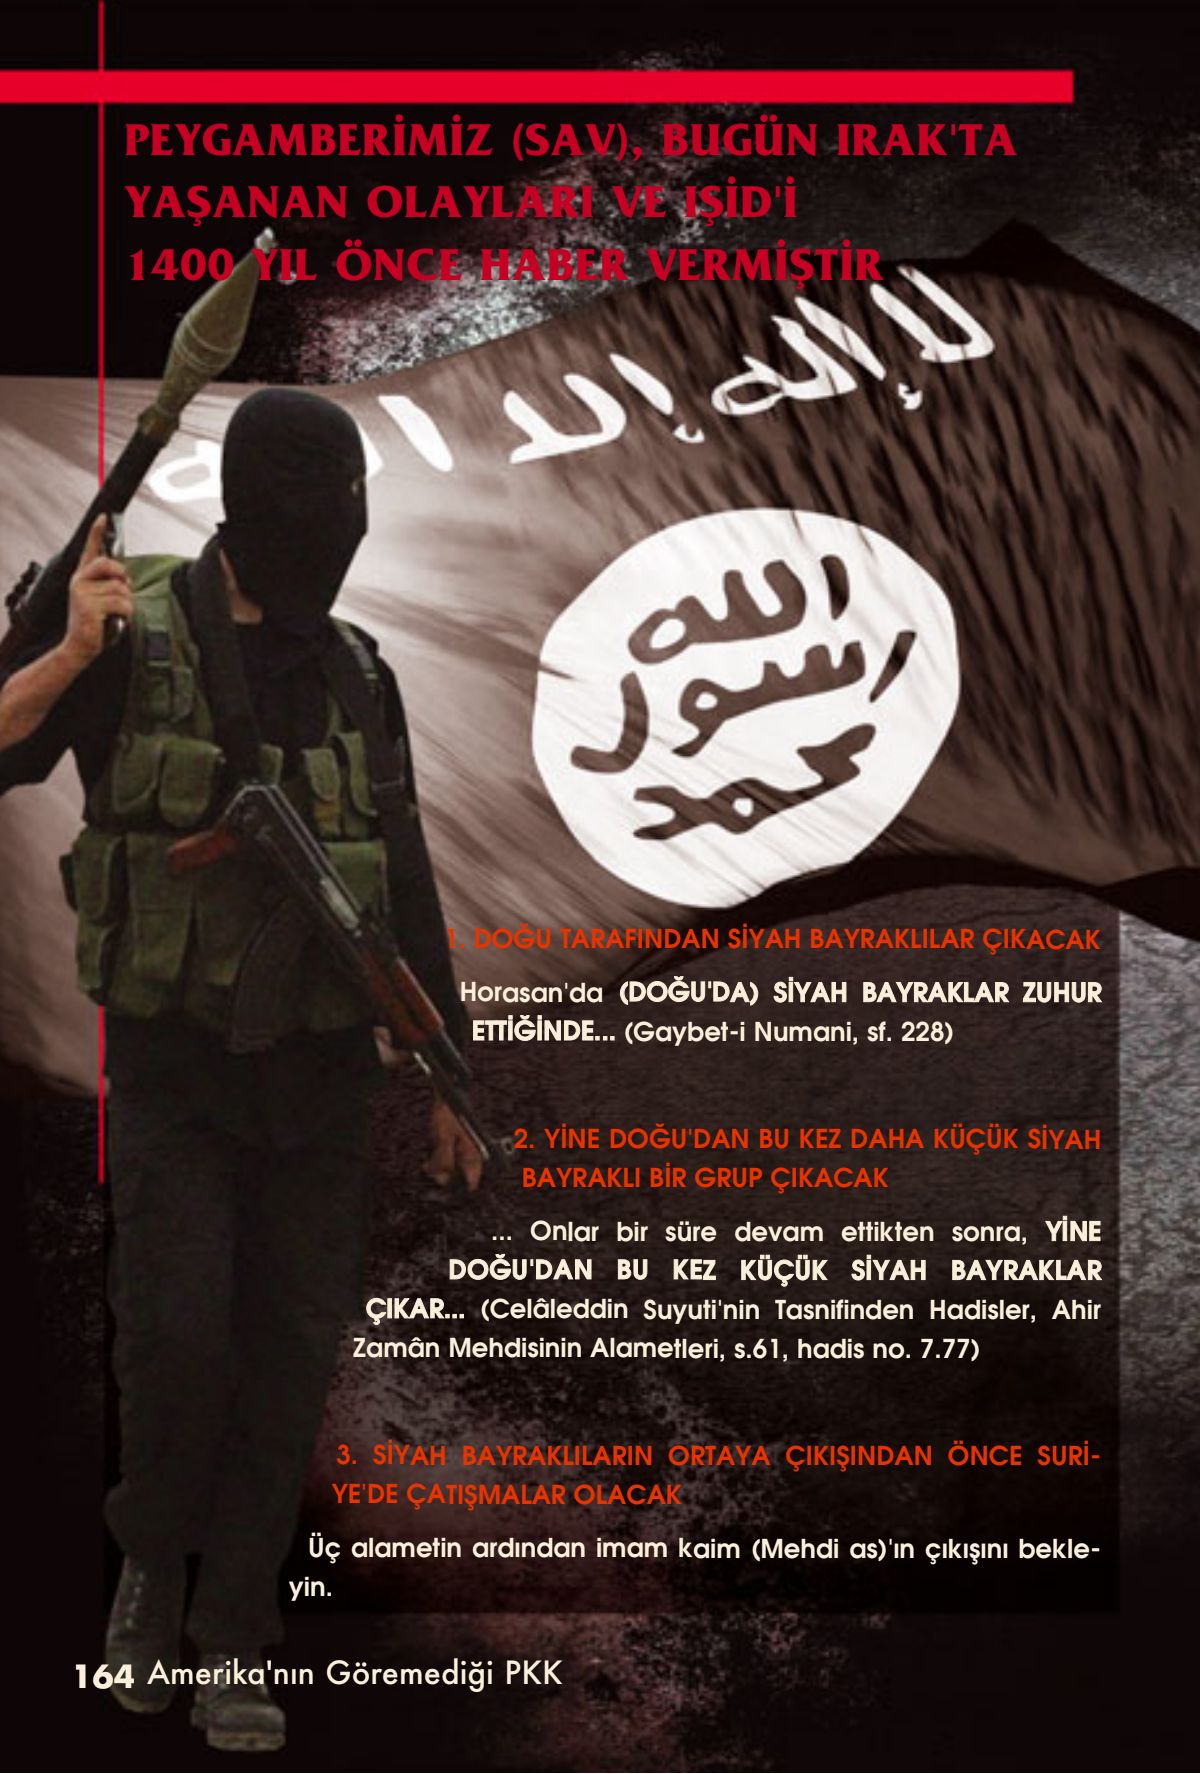 PEYGAMBERİMİZ (SAV), BUGÜN IRAK'TA
YAŞANAN OLAYLARI VE IŞİD'İ
1400 YIL ÖNCE HABER VERMİŞTİR
لا إله إلا
الله
رسول
محمد
1. DOĞU TARAFINDAN SİYAH BAYRAKLILAR ÇIKACAK
Horasan'da (DOĞU'DA) SİYAH BAYRAKLAR ZUHUR
ETTİĞİNDE... (Gaybet-i Numani, sf. 228)
2. YİNE DOĞU'DAN BU KEZ DAHA KÜÇÜK SİYAH
BAYRAKLI BİR GRUP ÇIKACAK
... Onlar bir süre devam ettikten sonra, YİNE
DOĞU'DAN BU KEZ KÜÇÜK SİYAH BAYRAKLAR
ÇIKAR... (Celâleddin Suyuti'nin Tasnifinden Hadisler, Ahir
Zamân Mehdisinin Alametleri, s.61, hadis no. 7.77)
3. SİYAH BAYRAKLILARIN ORTAYA ÇIKIŞINDAN ÖNCE SURİ-
YE'DE ÇATIŞMALAR OLACAK
Üç alametin ardından imam kaim (Mehdi as)'ın çıkışını bekle-
yin.
164 Amerika'nın Göremediği PKK